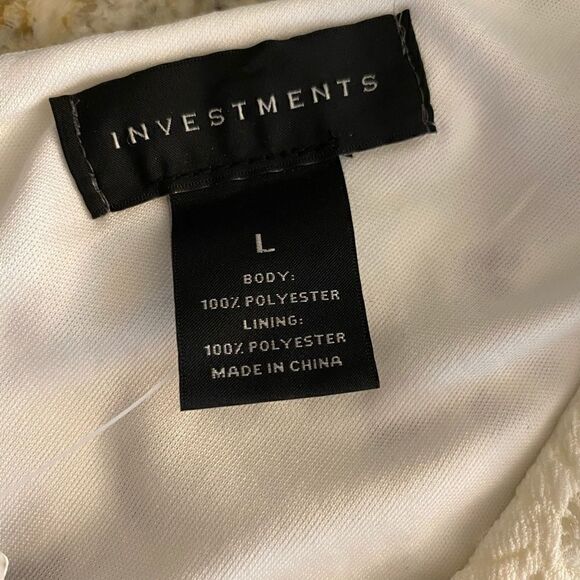 INVESTMENTS
L
BODY:
100% POLYESTER
LINING:
100% POLYESTER
MADE IN CHINA